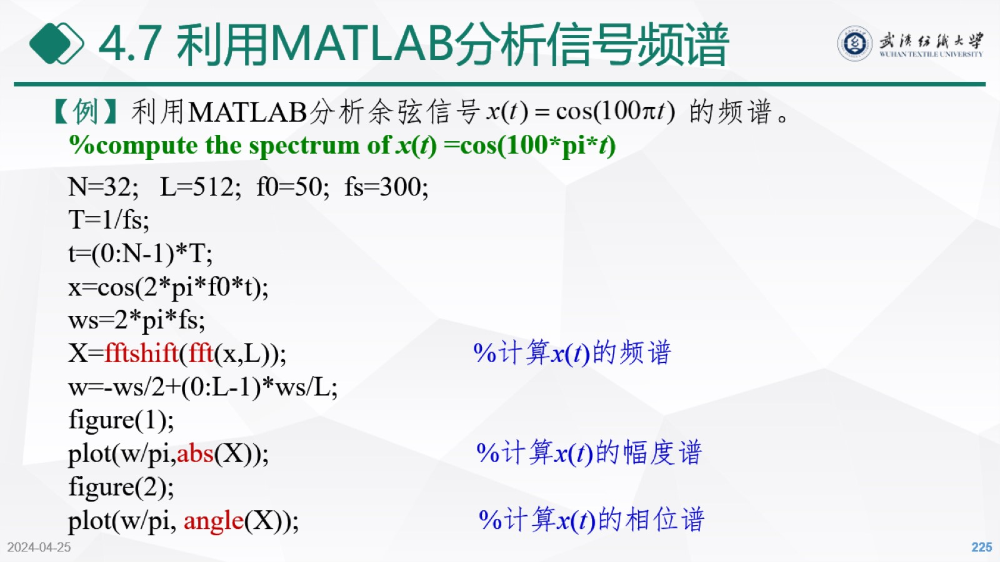 4.7 利用MATLAB分析信号频谱
武汉纺织大学
WUHAN TEXTILE UNIVERSITY
【例】利用MATLAB分析余弦信号 x(t) = cos(100πt) 的频谱。
%compute the spectrum of x(t) =cos(100*pi*t)
N=32; L=512; f0=50; fs=300;
T=1/fs;
t=(0:N-1)*T;
x=cos(2*pi*f0*t);
ws=2*pi*fs;
X=fftshift(fft(x,L)); %计算x(t)的频谱
w=-ws/2+(0:L-1)*ws/L;
figure(1);
plot(w/pi,abs(X)); %计算x(t)的幅度谱
figure(2);
plot(w/pi, angle(X)); %计算x(t)的相位谱
2024-04-25
225